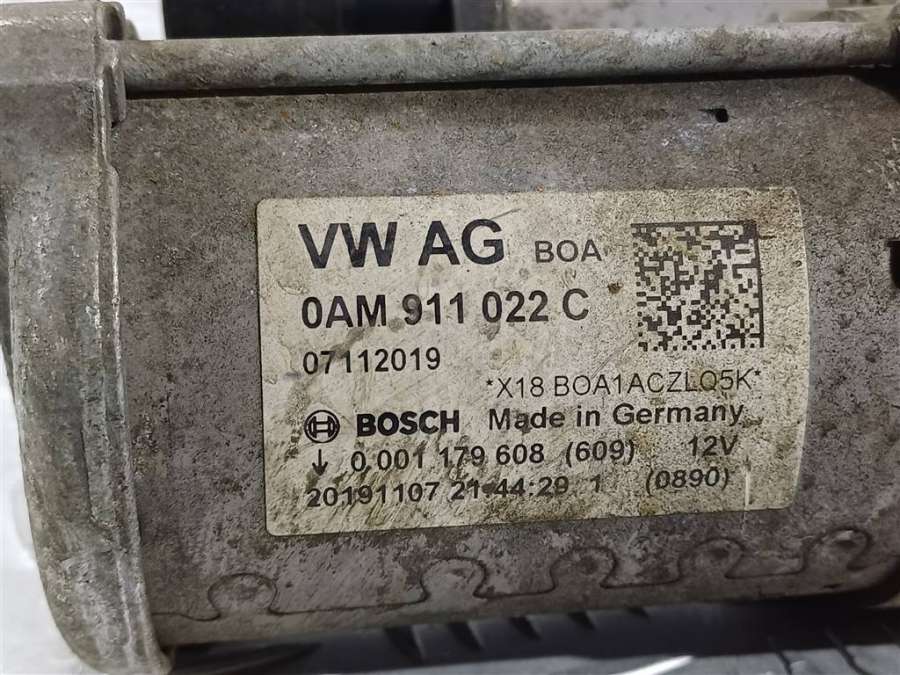 VW AG BOA
0AM 911 022 C
07112019
*X18 BOA1ACZLQ5K*
BOSCH Made in Germany
↓ 0 001 179 608 (609) 12V
20191107 21:44:29 1 (0890)